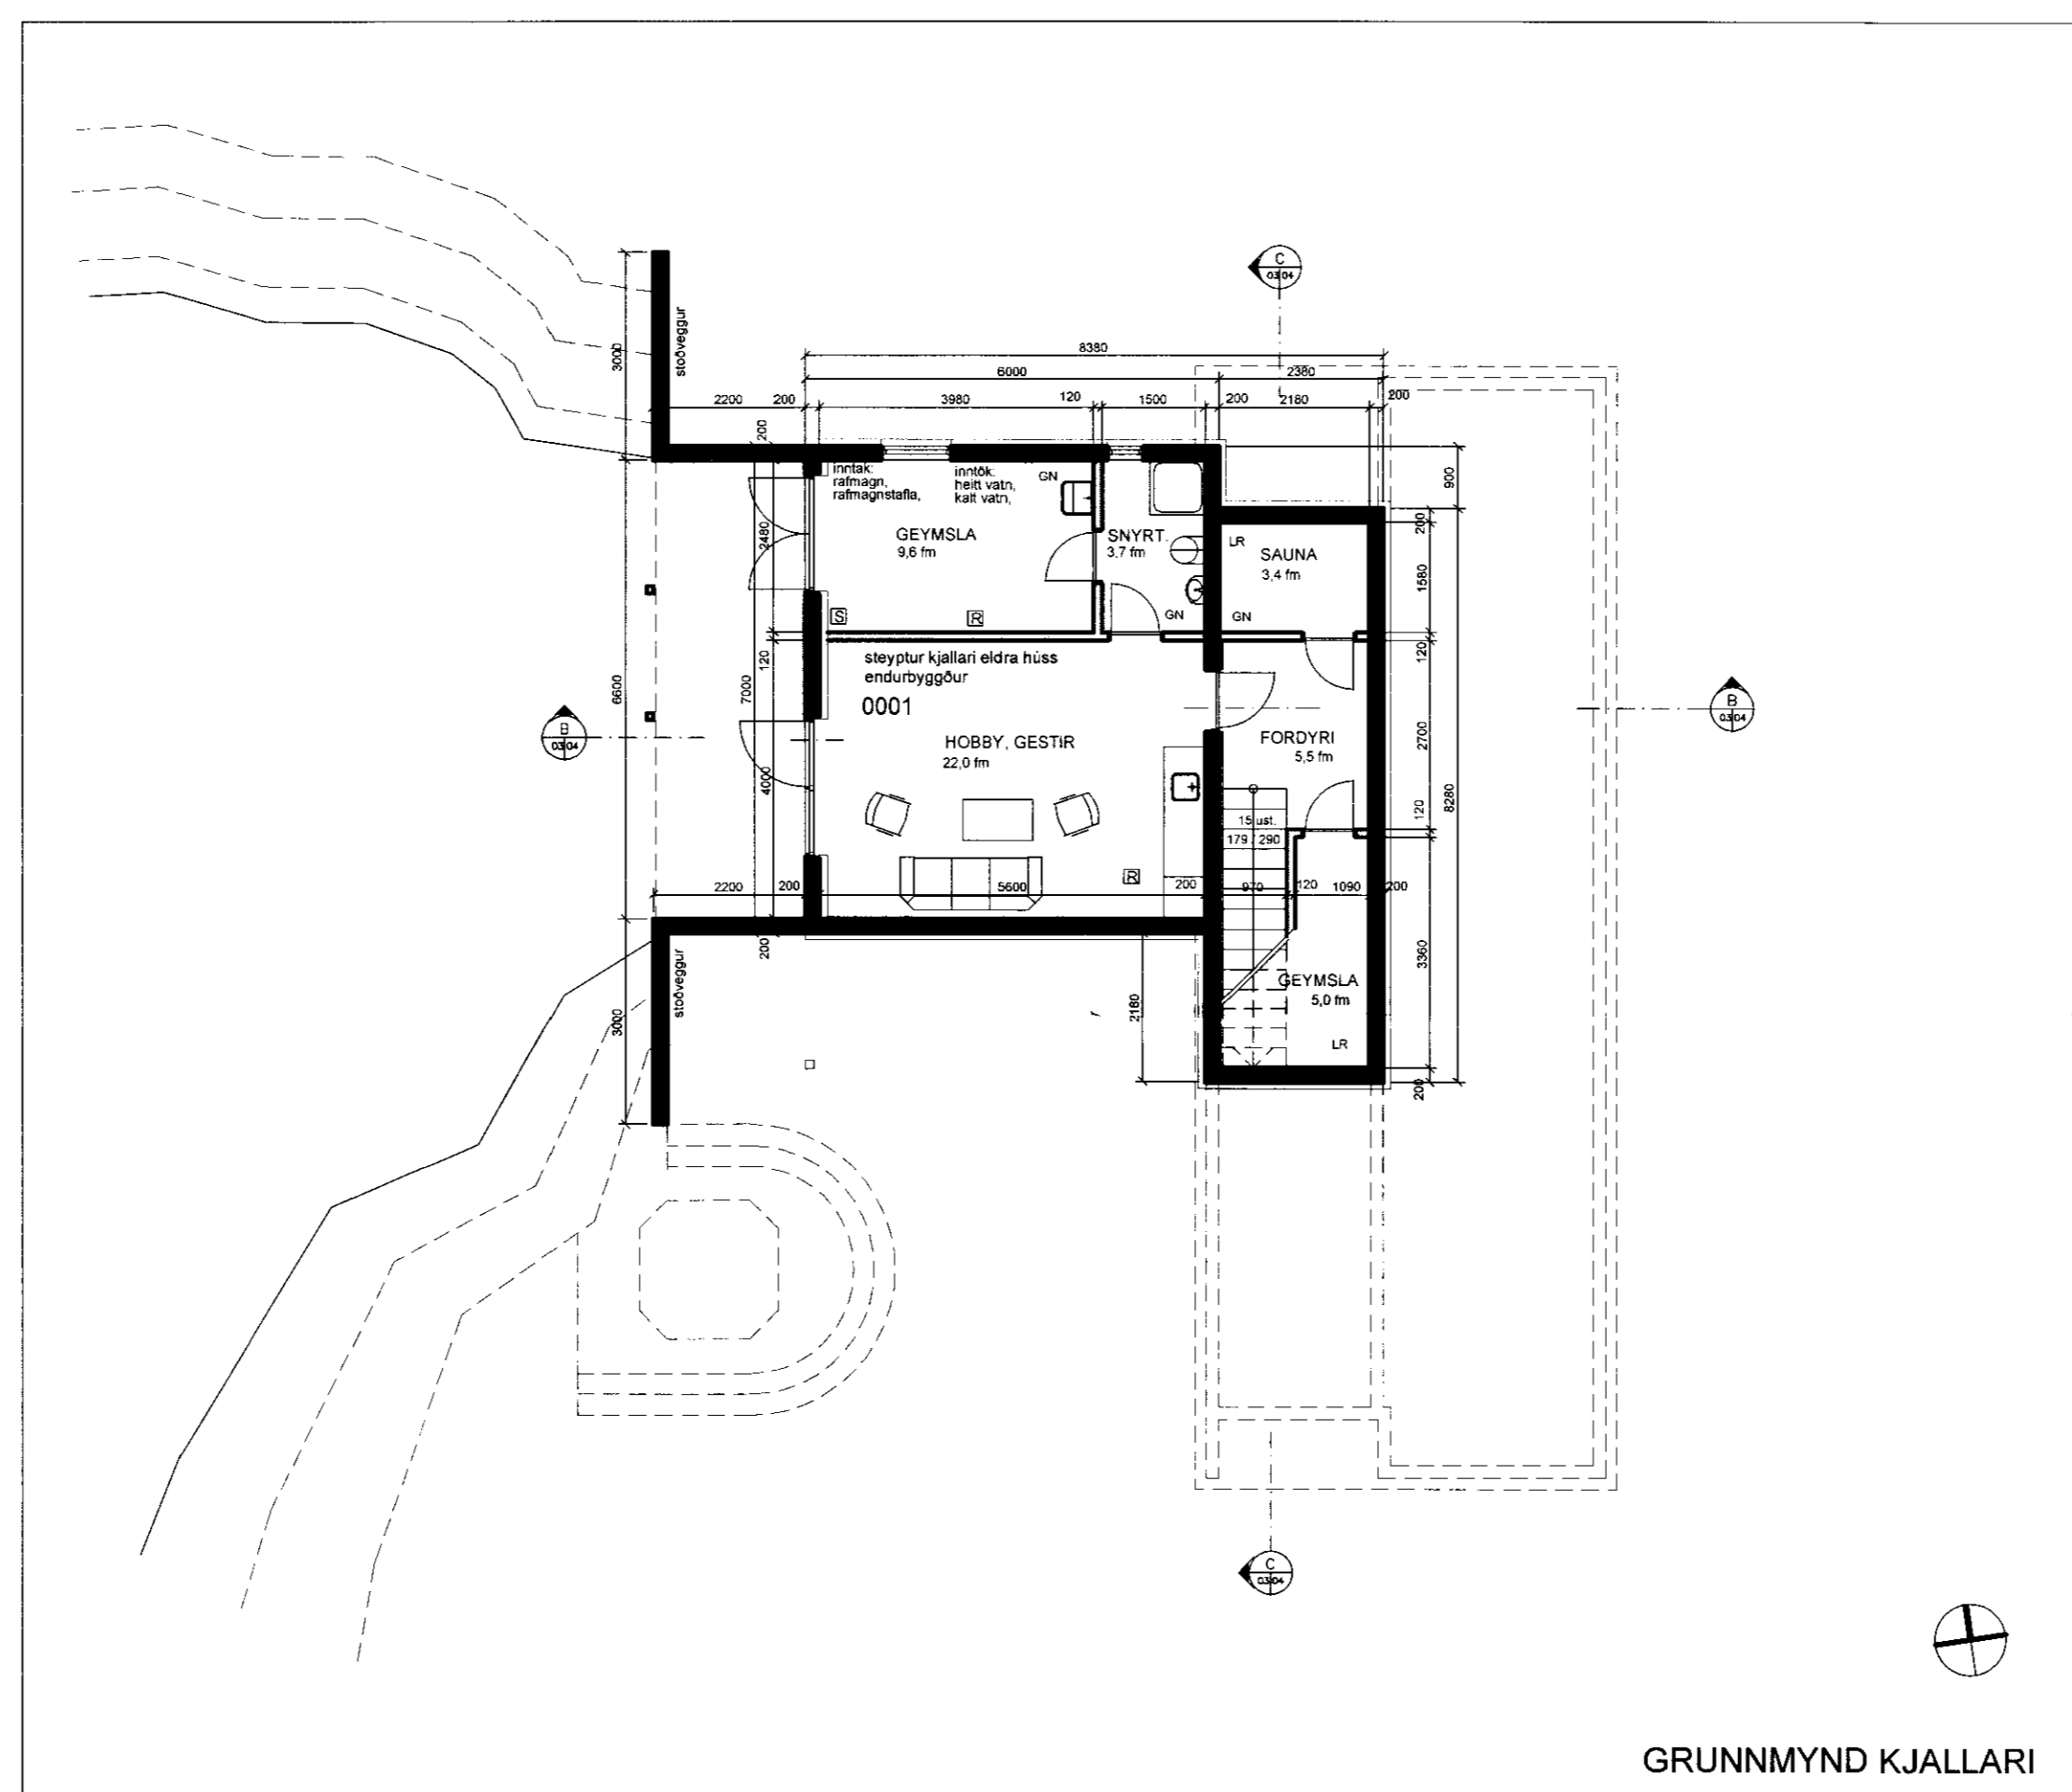 C
03 04
3000
stoðveggur
8380
6000
2380
2200
200
3980
120
1500
200
2180
200
200
900
inntak:
rafmagn,
rafmagnstafla,
inntök:
heitt vatn,
kalt vatn,
GN
2480
GEYMSLA
9,6 fm
SNYRT.
3,7 fm
LR
SAUNA
3,4 fm
200
1580
S
R
GN
GN
120
steyptur kjallari eldra húss
endurbyggður
0001
6600
7000
120
B
03 04
B
03 04
HOBBY, GESTIR
22,0 fm
FORDYRI
5,5 fm
2700
4000
8280
15 ust.
179 / 290
120
R
2200
200
5600
200
970
120
1090
200
200
3000
stoðveggur
2180
3360
GEYMSLA
5,0 fm
LR
200
C
03 04
GRUNNMYND KJALLARI